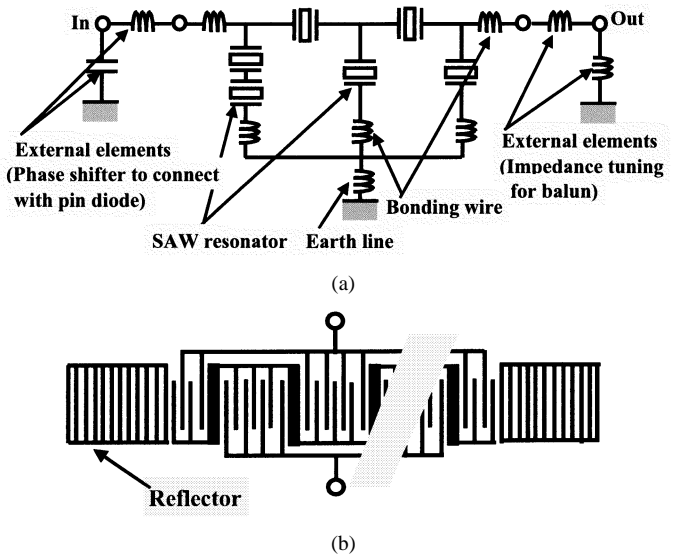 In
Out
External elements
(Phase shifter to connect
with pin diode)
External elements
(Impedance tuning
for balun)
SAW resonator
Earth line
Bonding wire
(a)
Reflector
(b)